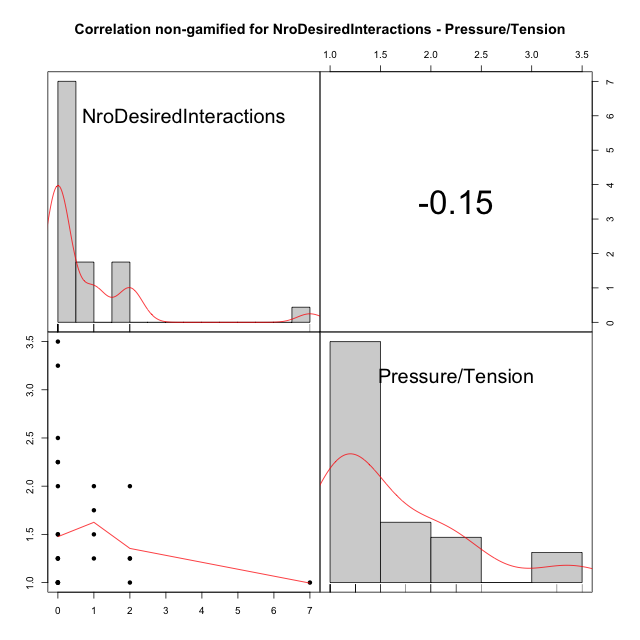 Correlation non-gamified for NroDesiredInteractions - Pressure/Tension
1.0 1.5 2.0 2.5 3.0 3.5
NroDesiredInteractions
-0.15
0 1 2 3 4 5 6 7
1.0 1.5 2.0 2.5 3.0 3.5
Pressure/Tension
0 1 2 3 4 5 6 7